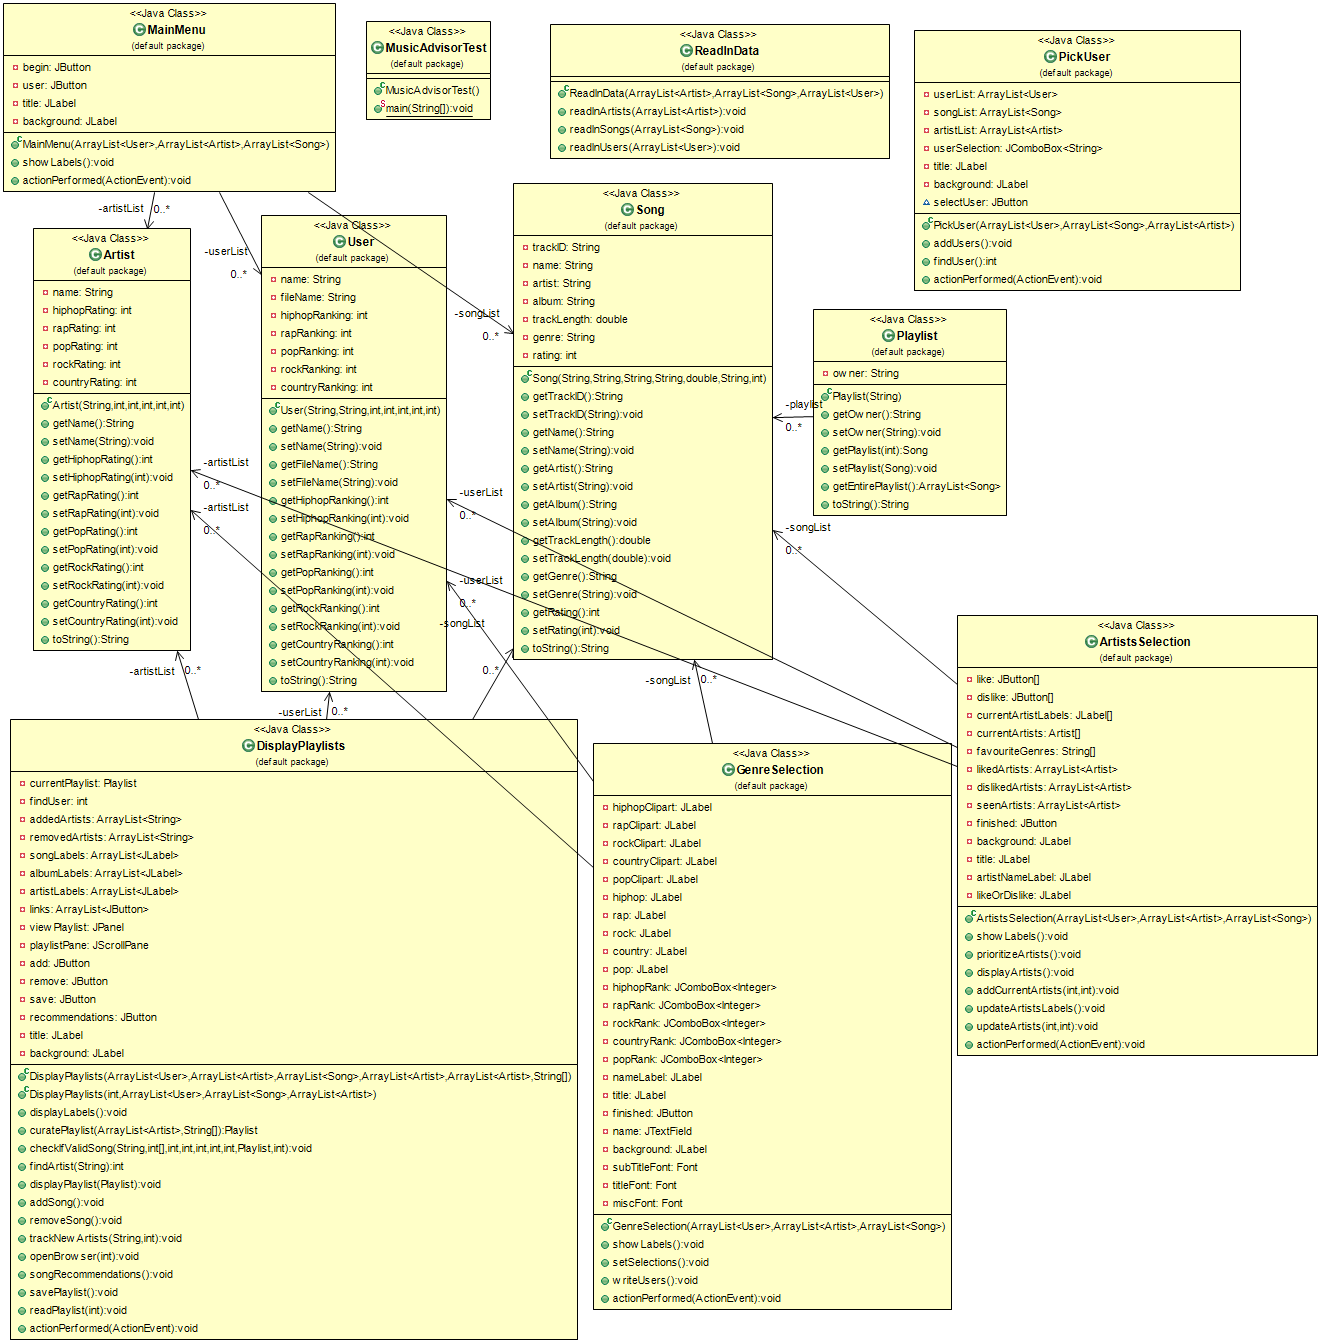 <<Java Class>>
MainMenu
(default package)
begin: JButton
user: JButton
title: JLabel
background: JLabel
MainMenu(ArrayList<User>,ArrayList<Artist>,ArrayList<Song>)
showLabels():void
actionPerformed(ActionEvent):void
<<Java Class>>
MusicAdvisorTest
(default package)
MusicAdvisorTest()
main(String[]):void
<<Java Class>>
ReadInData
(default package)
ReadInData(ArrayList<Artist>,ArrayList<Song>,ArrayList<User>)
readInArtists(ArrayList<Artist>):void
readInSongs(ArrayList<Song>):void
readInUsers(ArrayList<User>):void
<<Java Class>>
PickUser
(default package)
userList: ArrayList<User>
songList: ArrayList<Song>
artistList: ArrayList<Artist>
userSelection: JComboBox<String>
title: JLabel
background: JLabel
selectUser: JButton
PickUser(ArrayList<User>,ArrayList<Song>,ArrayList<Artist>)
addUsers():void
findUser():int
actionPerformed(ActionEvent):void
-artistList
0..*
-userList
0..*
-songList
0..*
<<Java Class>>
Artist
(default package)
name: String
hiphopRating: int
rapRating: int
popRating: int
rockRating: int
countryRating: int
Artist(String,int,int,int,int,int)
getName():String
setName(String):void
getHiphopRating():int
setHiphopRating(int):void
getRapRating():int
setRapRating(int):void
getPopRating():int
setPopRating(int):void
getRockRating():int
setRockRating(int):void
getCountryRating():int
setCountryRating(int):void
toString():String
<<Java Class>>
User
(default package)
name: String
fileName: String
hiphopRanking: int
rapRanking: int
popRanking: int
rockRanking: int
countryRanking: int
User(String,String,int,int,int,int,int)
getName():String
setName(String):void
getFileName():String
setFileName(String):void
getHiphopRanking():int
setHiphopRanking(int):void
getRapRanking():int
setRapRanking(int):void
getPopRanking():int
setPopRanking(int):void
getRockRanking():int
setRockRanking(int):void
getCountryRanking():int
setCountryRanking(int):void
toString():String
<<Java Class>>
Song
(default package)
trackID: String
name: String
artist: String
album: String
trackLength: double
genre: String
rating: int
Song(String,String,String,String,double,String,int)
getTrackID():String
setTrackID(String):void
getName():String
setName(String):void
getArtist():String
setArtist(String):void
getAlbum():String
setAlbum(String):void
getTrackLength():double
setTrackLength(double):void
getGenre():String
setGenre(String):void
getRating():int
setRating(int):void
toString():String
<<Java Class>>
Playlist
(default package)
owner: String
Playlist(String)
getOwner():String
setOwner(String):void
getPlaylist(int):Song
setPlaylist(Song):void
getEntirePlaylist():ArrayList<Song>
toString():String
-playlist
0..*
-artistList
0..*
-artistList
0..*
-userList
0..*
-userList
0..*
-songList
0..*
-songList
0..*
-artistList
0..*
-userList
0..*
-songList
0..*
<<Java Class>>
ArtistsSelection
(default package)
like: JButton[]
dislike: JButton[]
currentArtistLabels: JLabel[]
currentArtists: Artist[]
favouriteGenres: String[]
likedArtists: ArrayList<Artist>
dislikedArtists: ArrayList<Artist>
seenArtists: ArrayList<Artist>
finished: JButton
background: JLabel
title: JLabel
artistNameLabel: JLabel
likeOrDislike: JLabel
ArtistsSelection(ArrayList<User>,ArrayList<Artist>,ArrayList<Song>)
showLabels():void
prioritizeArtists():void
displayArtists():void
addCurrentArtists(int,int):void
updateArtistsLabels():void
updateArtists(int,int):void
actionPerformed(ActionEvent):void
<<Java Class>>
DisplayPlaylists
(default package)
currentPlaylist: Playlist
findUser: int
addedArtists: ArrayList<String>
removedArtists: ArrayList<String>
songLabels: ArrayList<JLabel>
albumLabels: ArrayList<JLabel>
artistLabels: ArrayList<JLabel>
links: ArrayList<JButton>
viewPlaylist: JPanel
playlistPane: JScrollPane
add: JButton
remove: JButton
save: JButton
recommendations: JButton
title: JLabel
background: JLabel
DisplayPlaylists(ArrayList<User>,ArrayList<Artist>,ArrayList<Song>,ArrayList<Artist>,ArrayList<Artist>,String[])
DisplayPlaylists(int,ArrayList<User>,ArrayList<Song>,ArrayList<Artist>)
displayLabels():void
curatePlaylist(ArrayList<Artist>,String[]):Playlist
checkIfValidSong(String,int[],int,int,int,int,int,Playlist,int):void
findArtist(String):int
displayPlaylist(Playlist):void
addSong():void
removeSong():void
trackNewArtists(String,int):void
openBrowser(int):void
songRecommendations():void
savePlaylist():void
readPlaylist(int):void
actionPerformed(ActionEvent):void
<<Java Class>>
GenreSelection
(default package)
hiphopClipart: JLabel
rapClipart: JLabel
rockClipart: JLabel
countryClipart: JLabel
popClipart: JLabel
hiphop: JLabel
rap: JLabel
rock: JLabel
country: JLabel
pop: JLabel
hiphopRank: JComboBox<Integer>
rapRank: JComboBox<Integer>
rockRank: JComboBox<Integer>
countryRank: JComboBox<Integer>
popRank: JComboBox<Integer>
nameLabel: JLabel
title: JLabel
finished: JButton
name: JTextField
background: JLabel
subTitleFont: Font
titleFont: Font
miscFont: Font
GenreSelection(ArrayList<User>,ArrayList<Artist>,ArrayList<Song>)
showLabels():void
setSelections():void
writeUsers():void
actionPerformed(ActionEvent):void